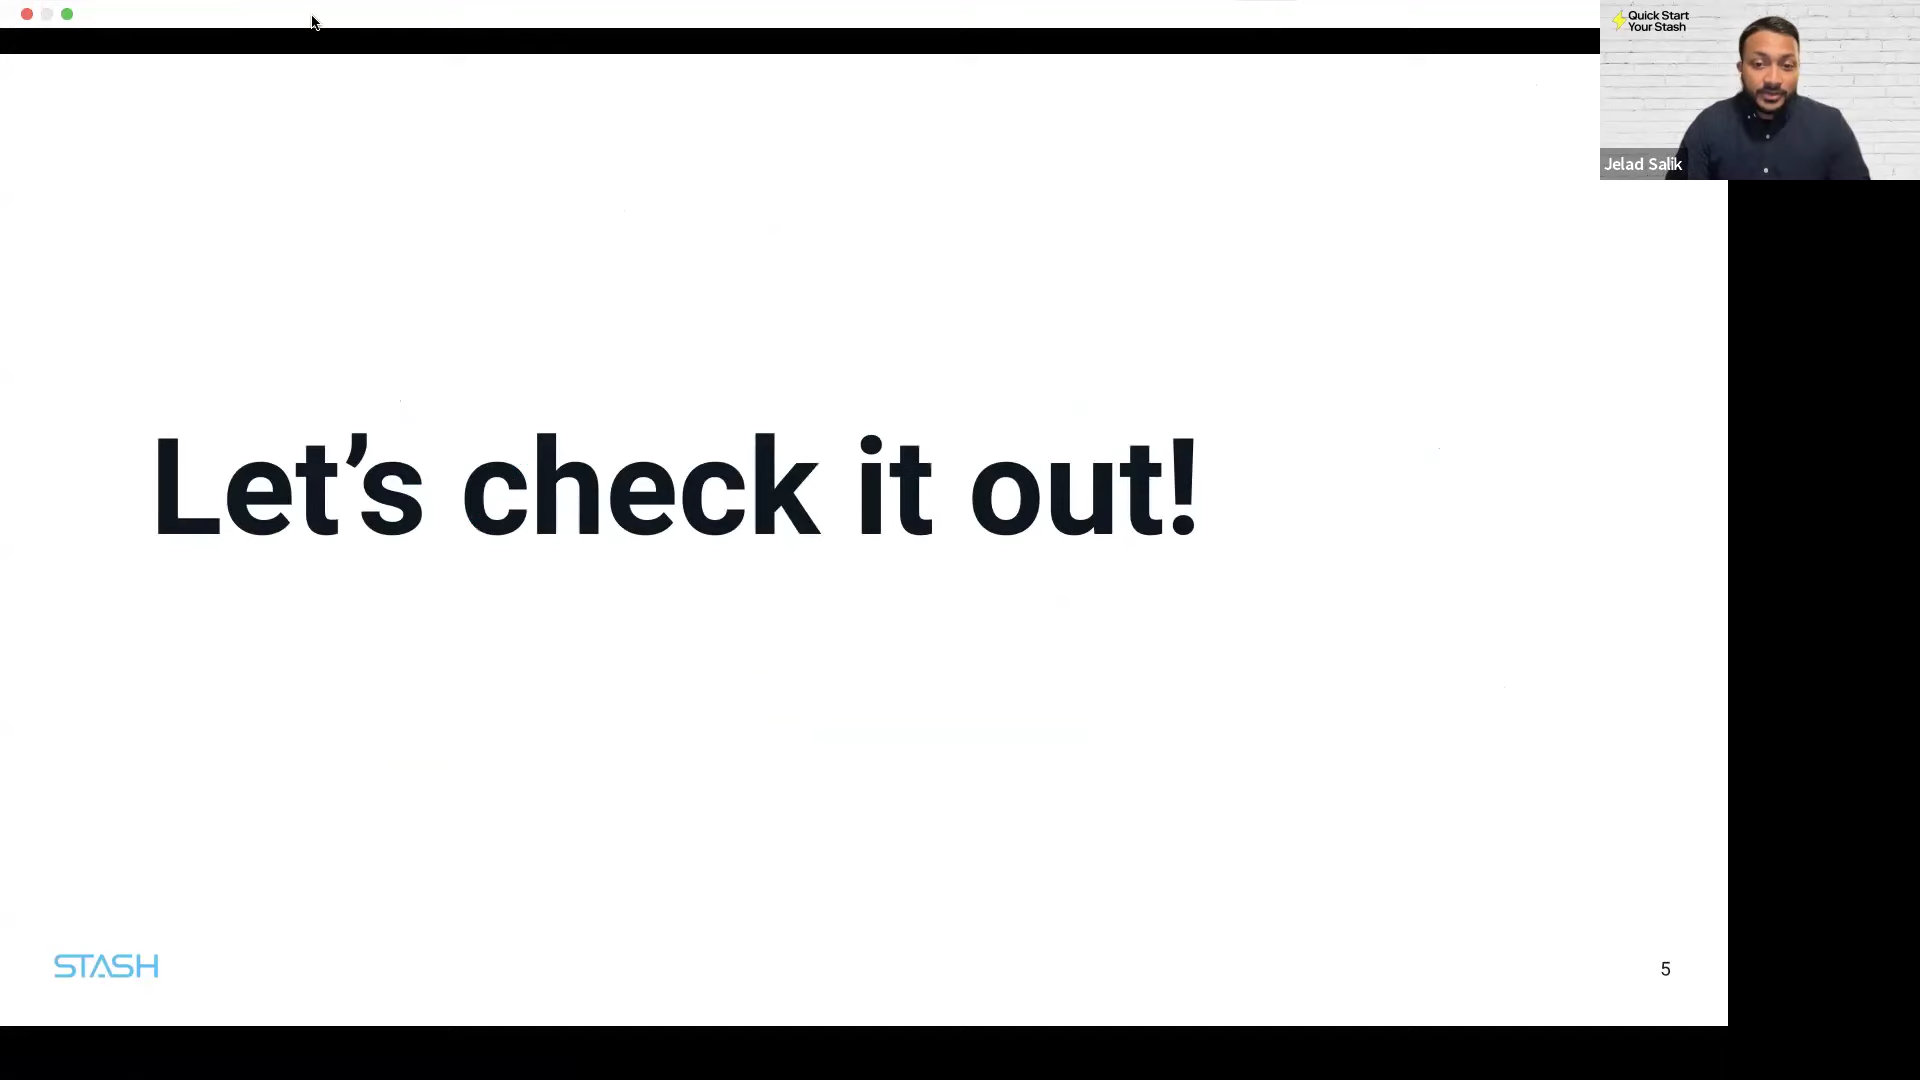 Quick Start
Your Stash
Jelad Salik
Let’s check it out!
STASH
5